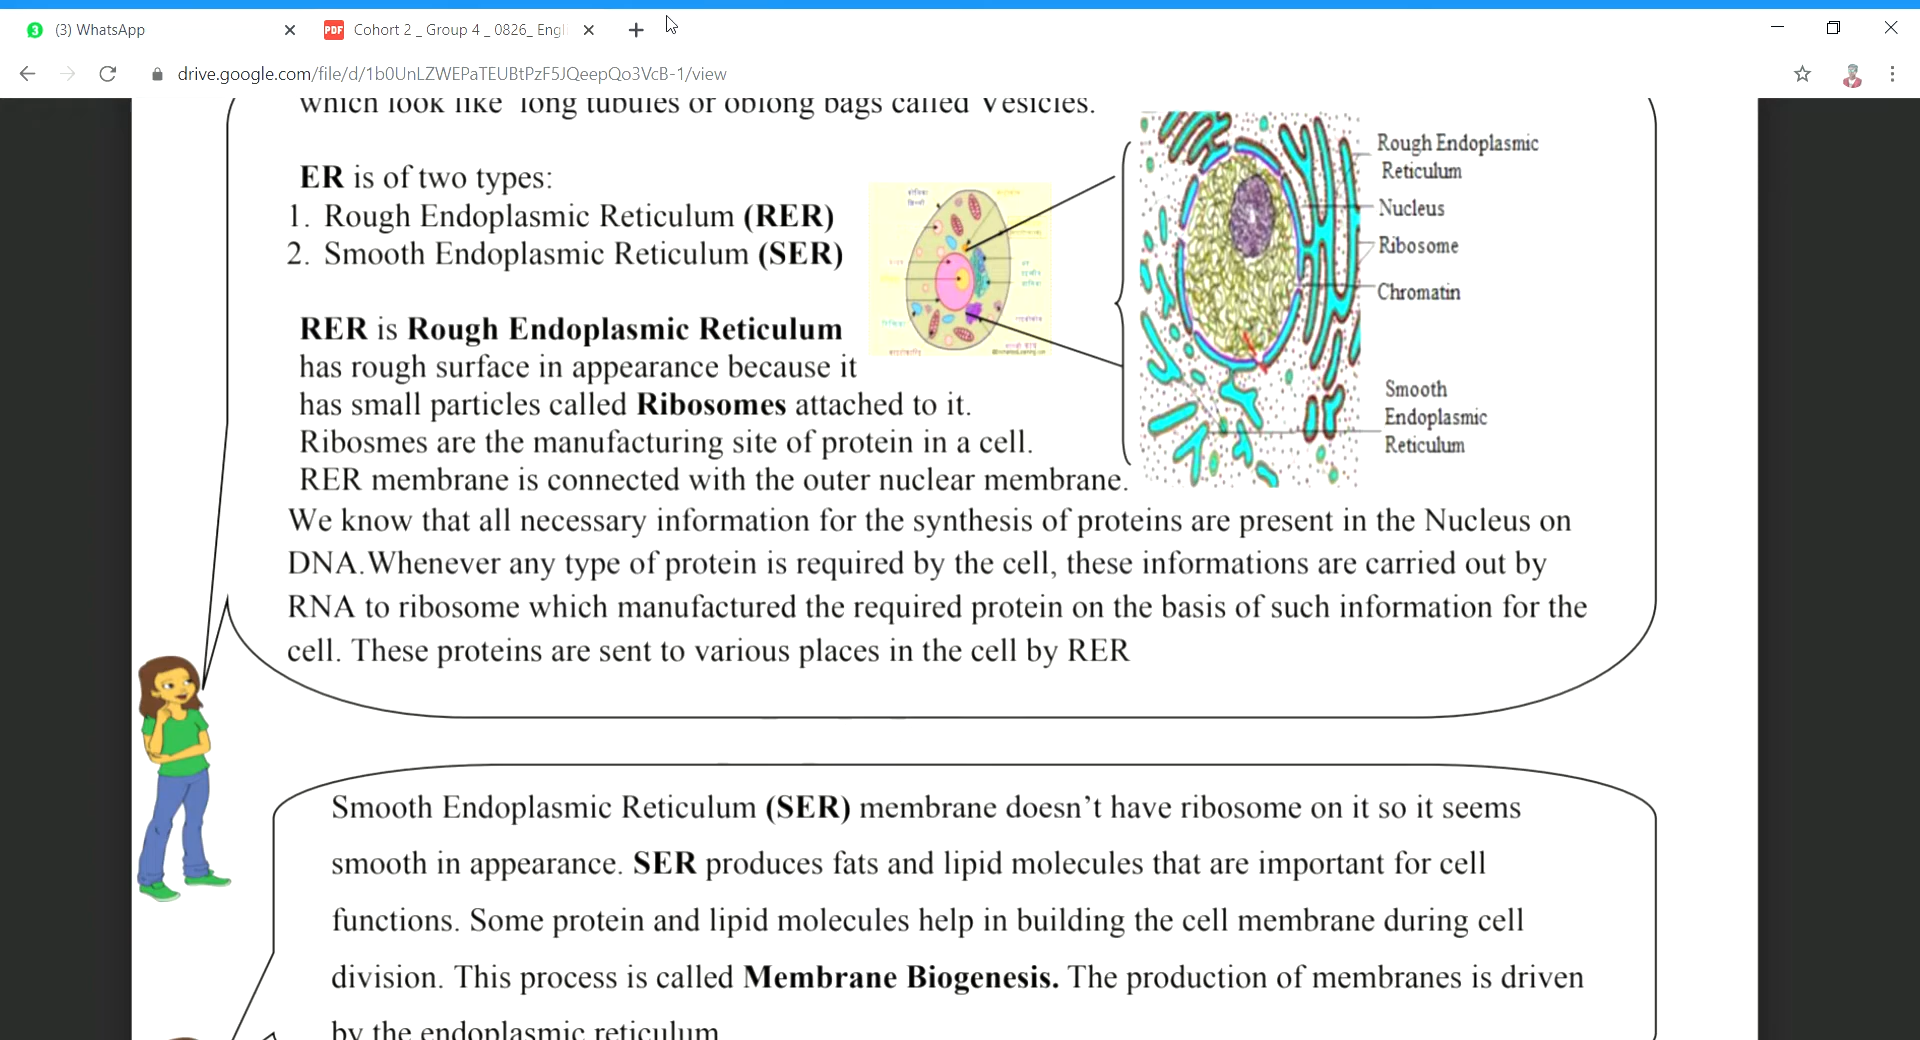 (3) WhatsApp
Cohort 2 _ Group 4 _ 0826_ Engl
drive.google.com/file/d/1b0UnLZWEPaTEUBtPzF5JQeepQo3VcB-1/view
which look like long tubules or oblong bags called Vesicles.
ER is of two types:
1. Rough Endoplasmic Reticulum (RER)
2. Smooth Endoplasmic Reticulum (SER)
RER is Rough Endoplasmic Reticulum
has rough surface in appearance because it
has small particles called Ribosomes attached to it.
Ribosmes are the manufacturing site of protein in a cell.
RER membrane is connected with the outer nuclear membrane.
Rough Endoplasmic
Reticulum
Nucleus
Ribosome
Chromatin
Smooth
Endoplasmic
Reticulum
We know that all necessary information for the synthesis of proteins are present in the Nucleus on
DNA.Whenever any type of protein is required by the cell, these informations are carried out by
RNA to ribosome which manufactured the required protein on the basis of such information for the
cell. These proteins are sent to various places in the cell by RER
Smooth Endoplasmic Reticulum (SER) membrane doesn’t have ribosome on it so it seems
smooth in appearance. SER produces fats and lipid molecules that are important for cell
functions. Some protein and lipid molecules help in building the cell membrane during cell
division. This process is called Membrane Biogenesis. The production of membranes is driven
by the endoplasmic reticulum